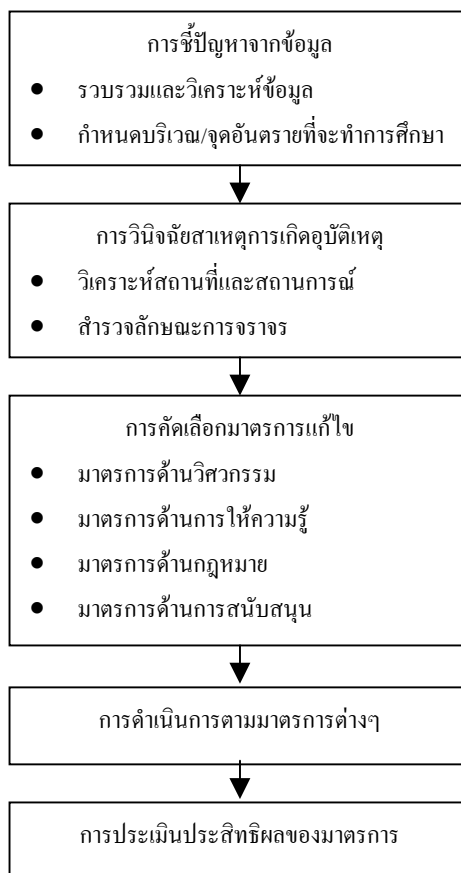 การชี้ปัญหาจากข้อมูล
● รวบรวมและวิเคราะห์ข้อมูล
● กำหนดบริเวณ/จุดอันตรายที่จะทำการศึกษา
การวินิจฉัยสาเหตุการเกิดอุบัติเหตุ
● วิเคราะห์สถานที่และสถานการณ์
● สำรวจลักษณะการจราจร
การคัดเลือกมาตรการแก้ไข
● มาตรการด้านวิศวกรรม
● มาตรการด้านการให้ความรู้
● มาตรการด้านกฎหมาย
● มาตรการด้านการสนับสนุน
การดำเนินการตามมาตรการต่างๆ
การประเมินประสิทธิผลของมาตรการ